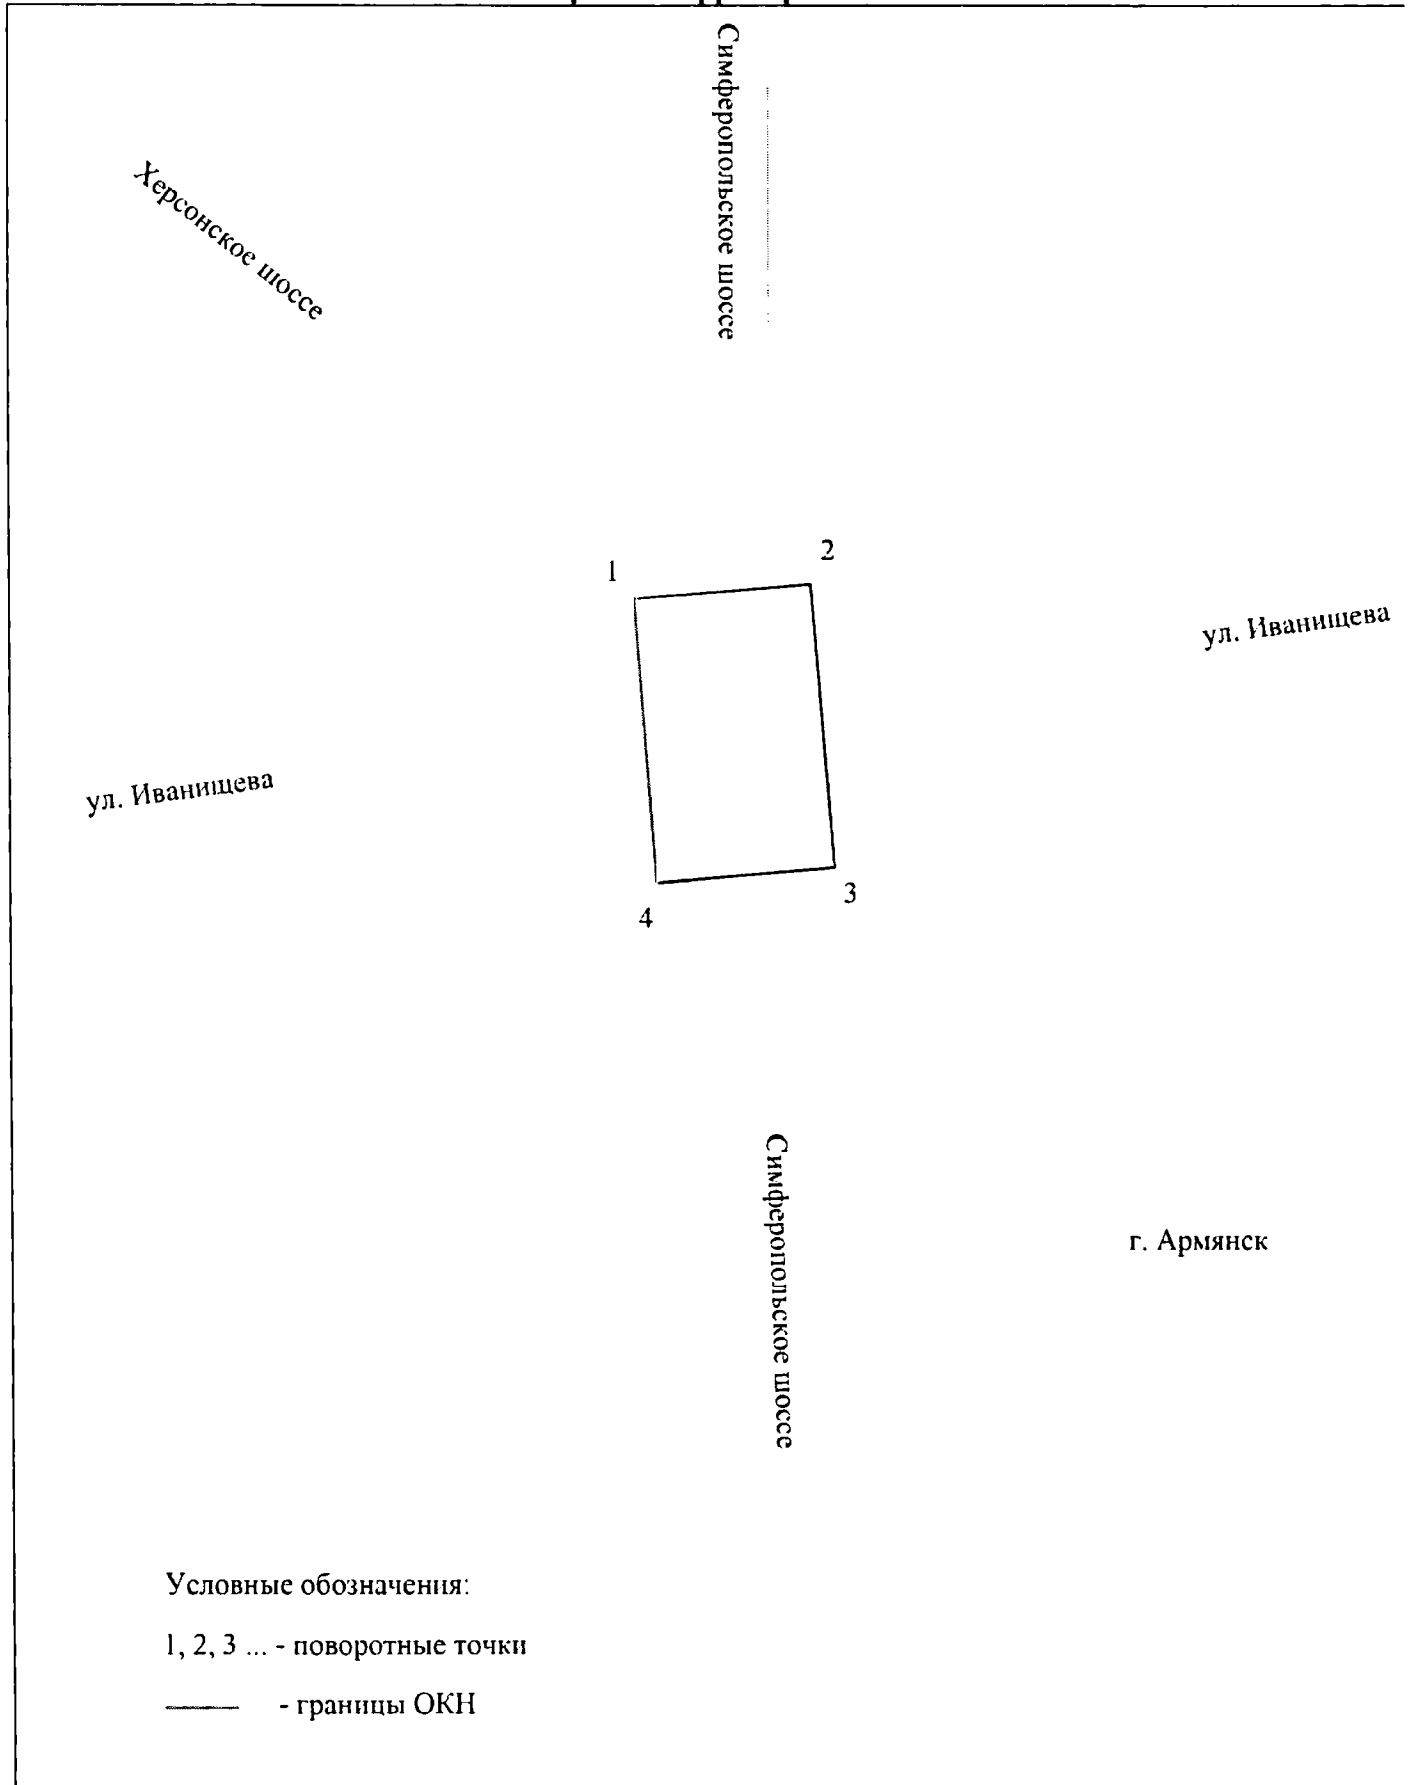 Симферопольское шоссе
Херсонское шоссе
1
2
ул. Иванищева
ул. Иванищева
4
3
Симферопольское шоссе
г. Армянск
Условные обозначения:
1, 2, 3 ... - поворотные точки
- границы ОКН